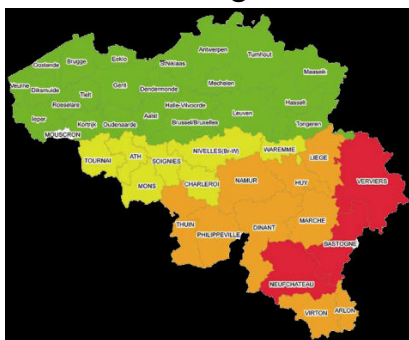 Antwerpen
Eeklo
St-Niklaas
Turnhout
Brugge
Oostende
Maaseik
Mechelen
Veurne
Diksmuide
Tielt
Gent
Dendermonde
Roeselare
Halle-Vilvoorde
Hasselt
Leuven
Ieper
Kortrijk
Oudenaarde
Aalst
Brussel/Bruxelles
Tongeren
MOUSCRON
TOURNAI
ATH
SOIGNIES
NIVELLES(Br-W)
WAREMME
LIEGE
MONS
CHARLEROI
NAMUR
HUY
VERVIERS
THUIN
PHILIPPEVILLE
DINANT
MARCHE
BASTOGNE
NEUFCHATEAU
VIRTON
ARLON